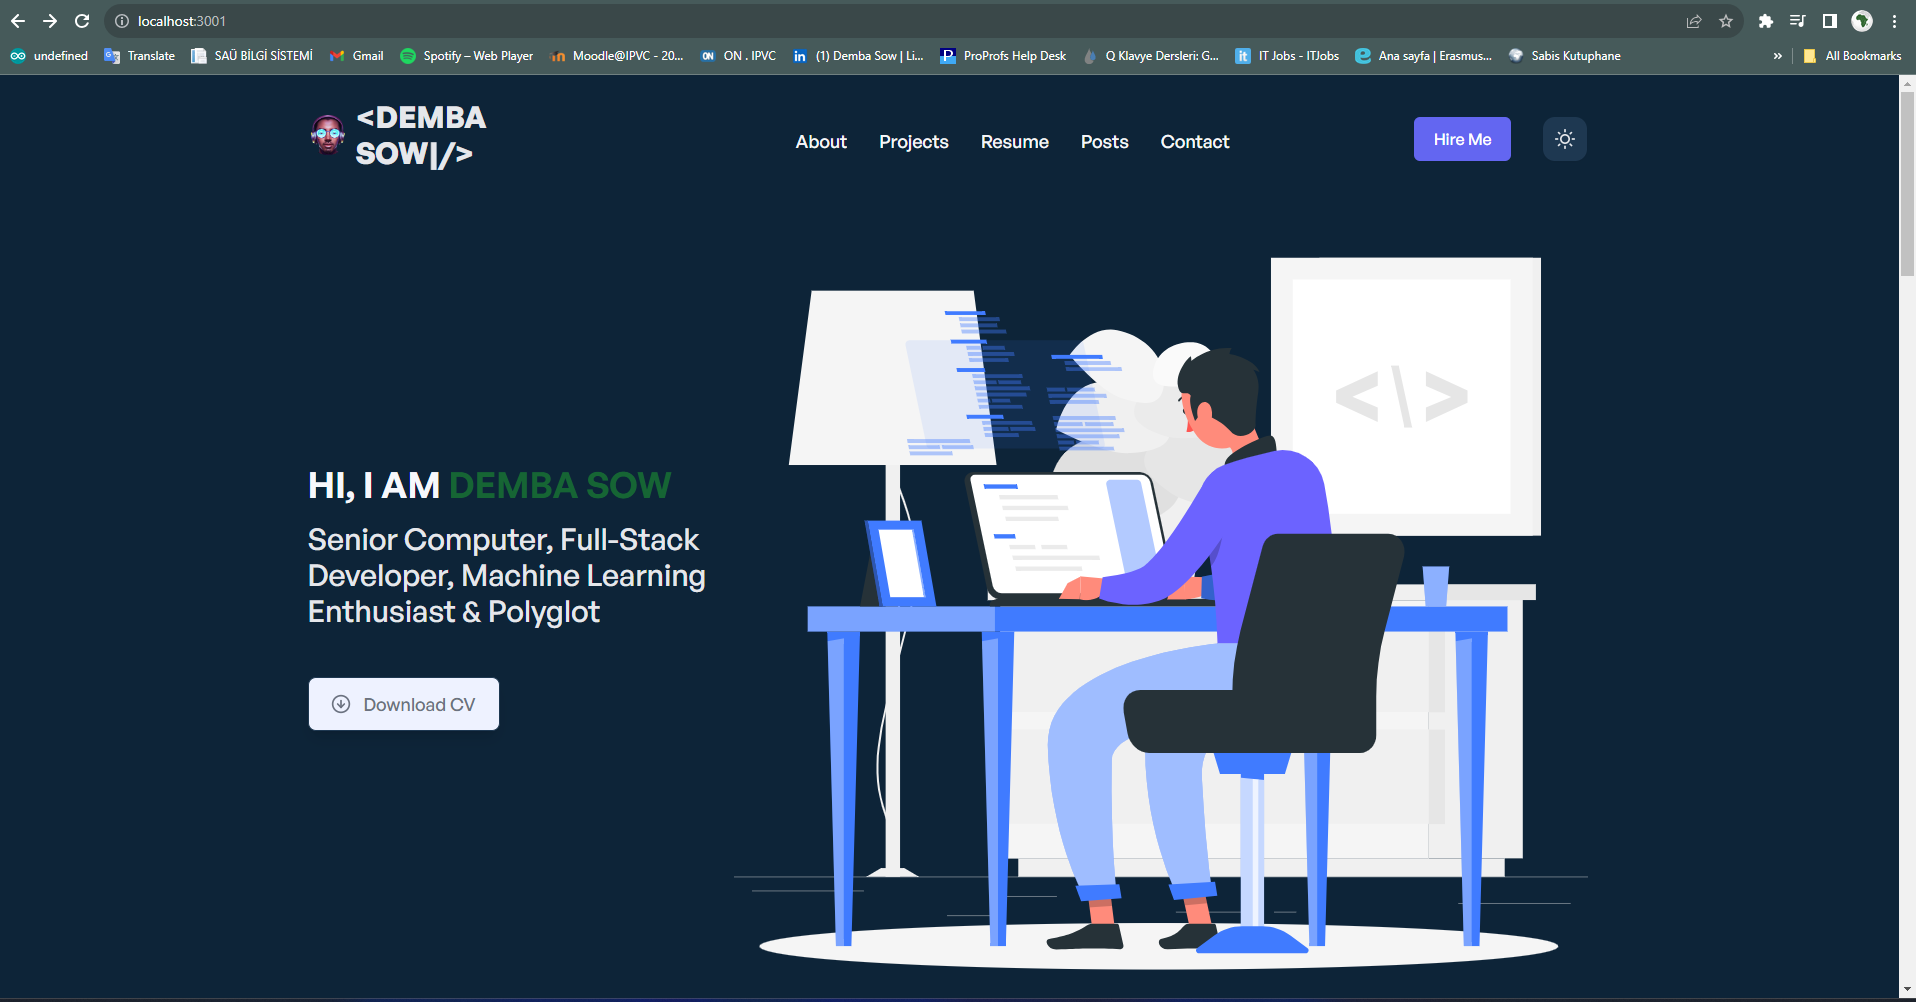 localhost:3001
undefined Translate SAÜ BİLGİ SİSTEMİ Gmail Spotify – Web Player Moodle@IPVC - 20... ON . IPVC (1) Demba Sow | Li... ProProfs Help Desk Q Klavye Dersleri: G... IT Jobs - ITJobs Ana sayfa | Erasmus... Sabis Kutuphane » All Bookmarks
<DEMBA
SOW|/>
About Projects Resume Posts Contact
Hire Me
<\>
HI, I AM DEMBA SOW
Senior Computer, Full-Stack
Developer, Machine Learning
Enthusiast & Polyglot
Download CV